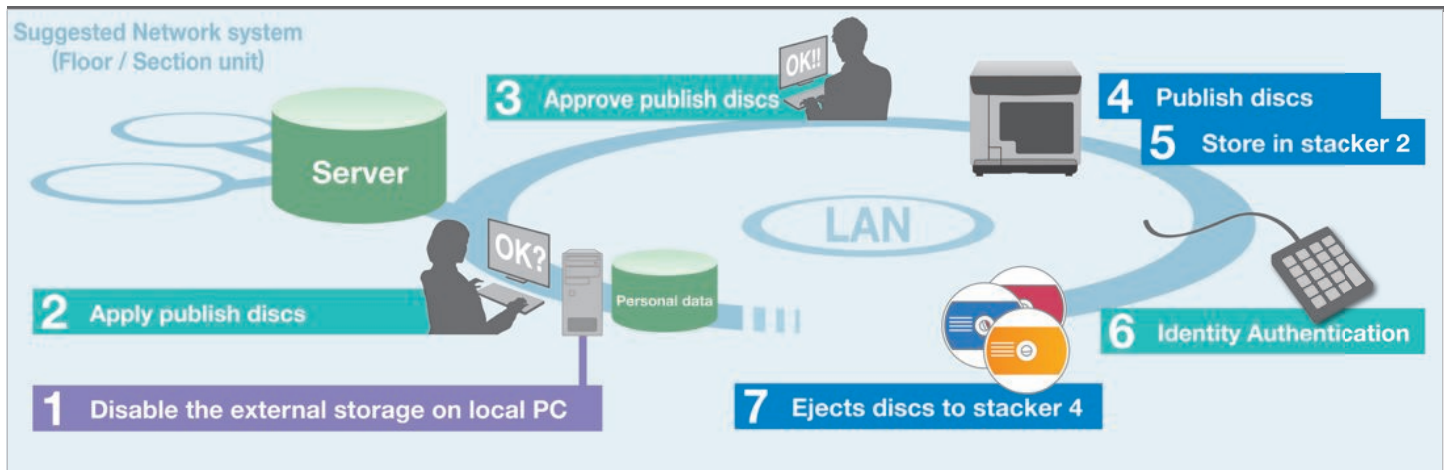 Suggested Network system
(Floor / Section unit)
Server
3 Approve publish discs
OK!!
4 Publish discs
5 Store in stacker 2
LAN
OK?
Personal data
2 Apply publish discs
6 Identity Authentication
1 Disable the external storage on local PC
7 Ejects discs to stacker 4